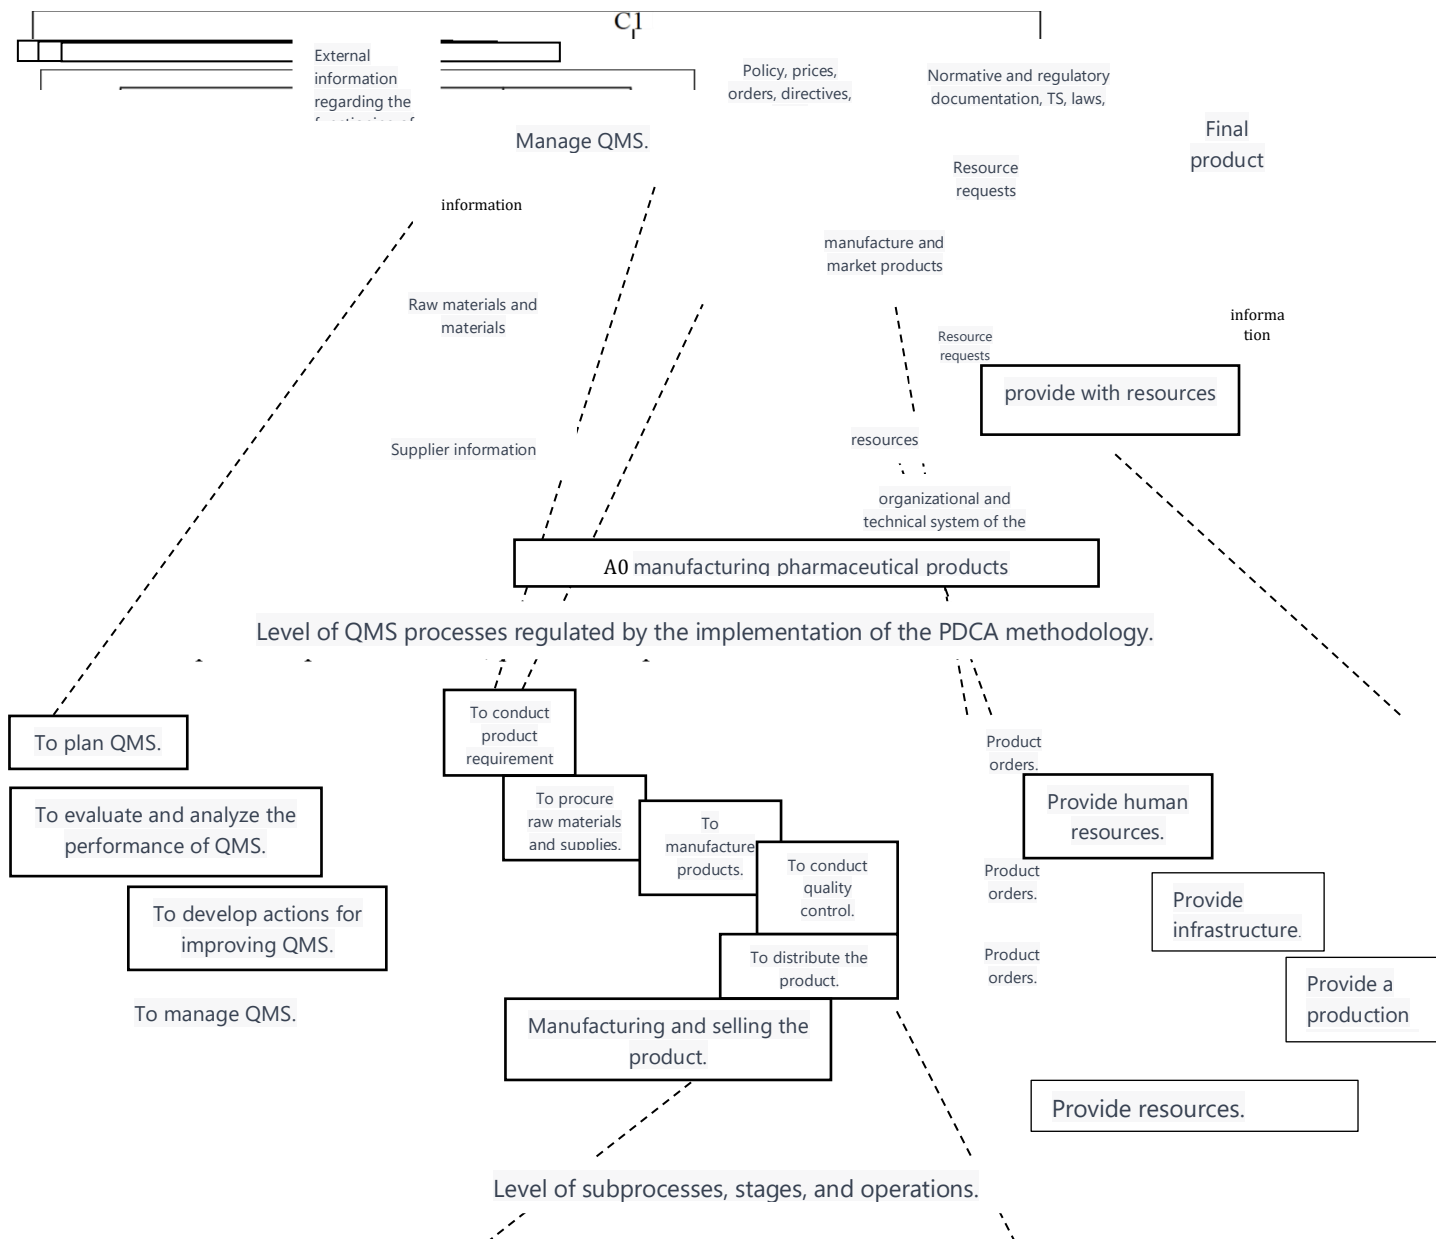 C1
External
information
regarding the
functioning of
Policy, prices,
orders, directives,
Normative and regulatory
documentation, TS, laws,
Final
product
Manage QMS.
Resource
requests
information
manufacture and
market products
Raw materials and
materials
informa
tion
Resource
requests
provide with resources
Supplier information
resources
organizational and
technical system of the
A0 manufacturing pharmaceutical products
Level of QMS processes regulated by the implementation of the PDCA methodology.
To plan QMS.
To evaluate and analyze the
performance of QMS.
To develop actions for
improving QMS.
To manage QMS.
To conduct
product
requirement
To procure
raw materials
and supplies.
To
manufacture
products.
To conduct
quality
control.
To distribute the
product.
Manufacturing and selling the
product.
Product
orders.
Product
orders.
Product
orders.
Provide human
resources.
Provide
infrastructure.
Provide a
production
Provide resources.
Level of subprocesses, stages, and operations.